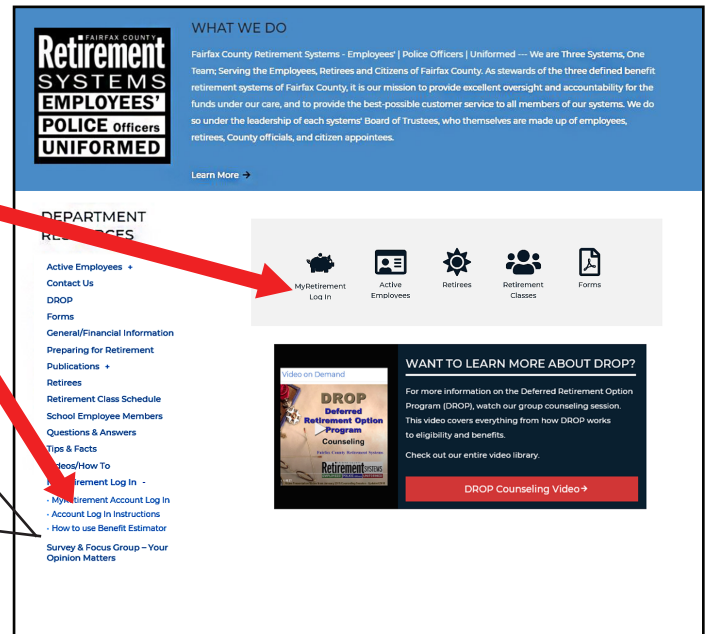 FAIRFAX COUNTY
Retirement
SYSTEMS
EMPLOYEES'
POLICE Officers
UNIFORMED
WHAT WE DO
Fairfax County Retirement Systems - Employees' | Police Officers | Uniformed --- We are Three Systems, One
Team; Serving the Employees, Retirees and Citizens of Fairfax County. As stewards of the three defined benefit
retirement systems of Fairfax County, it is our mission to provide excellent oversight and accountability for the
funds under our care, and to provide the best-possible customer service to all members of our systems. We do
so under the leadership of each systems' Board of Trustees, who themselves are made up of employees,
retirees, County officials, and citizen appointees.
Learn More →
DEPARTMENT
RESOURCES
Active Employees +
Contact Us
DROP
Forms
General/Financial Information
Preparing for Retirement
Publications +
Retirees
Retirement Class Schedule
School Employee Members
Questions & Answers
Tips & Facts
Videos/How To
MyRetirement Log In -
- MyRetirement Account Log In
- Account Log In Instructions
- How to use Benefit Estimator
Survey & Focus Group – Your
Opinion Matters
MyRetirement
Log In
Active
Employees
Retirees
Retirement
Classes
Forms
Video on Demand
DROP
Deferred
Retirement Option
Program
Counseling
Fairfax County Retirement Systems
Retirement SYSTEMS
WANT TO LEARN MORE ABOUT DROP?
For more information on the Deferred Retirement Option
Program (DROP), watch our group counseling session.
This video covers everything from how DROP works
to eligibility and benefits.
Check out our entire video library.
DROP Counseling Video →